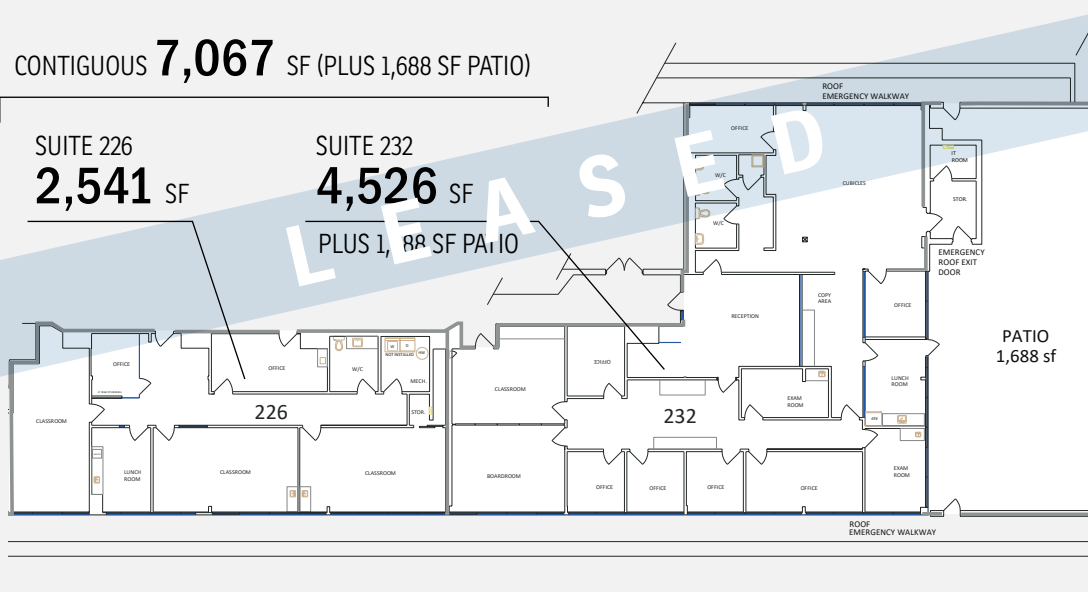 CONTIGUOUS 7,067 SF (PLUS 1,688 SF PATIO)
SUITE 226
2,541 SF
SUITE 232
4,526 SF
PLUS 1, 88 SF PATIO
LEASED
ROOF
EMERGENCY WALKWAY
OFFICE
W/C
W/C
CUBICLES
IT
ROOM
STOR.
EMERGENCY
ROOF EXIT
DOOR
COPY
AREA
OFFICE
RECEPTION
PATIO
1,688 sf
LUNCH
ROOM
EXAM
ROOM
EXAM
ROOM
OFFICE
232
OFFICE
OFFICE
OFFICE
OFFICE
CLASSROOM
BOARDROOM
OFFICE
OFFICE
W/C
W
D
NOT INSTALLED
MECH.
STOR.
226
CLASSROOM
LUNCH
ROOM
CLASSROOM
CLASSROOM
ROOF
EMERGENCY WALKWAY